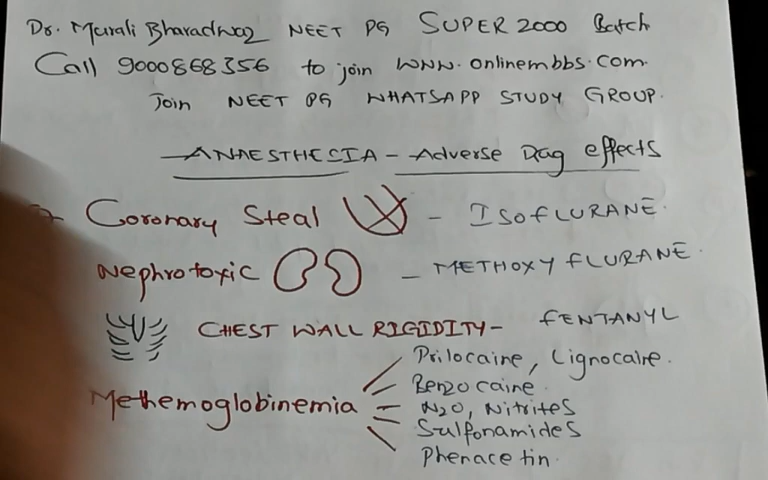 Dr. Murali Bharadwaz NEET PG SUPER 2000 Batch
Call 9000868356 to join WWW.onlinembbs.com
Join NEET PG WHATSAPP STUDY GROUP.
ANAESTHESIA - Adverse Drag effects
Coronary Steal - ISOFLURANE.
Nephrotoxic - METHOXY FLURANE.
CHEST WALL RIGIDITY - FENTANYL
Prilocaine, Lignocaine.
Benzocaine.
Methemoglobinemia N2O, Nitrites
Sulfonamides
Phenacetin.